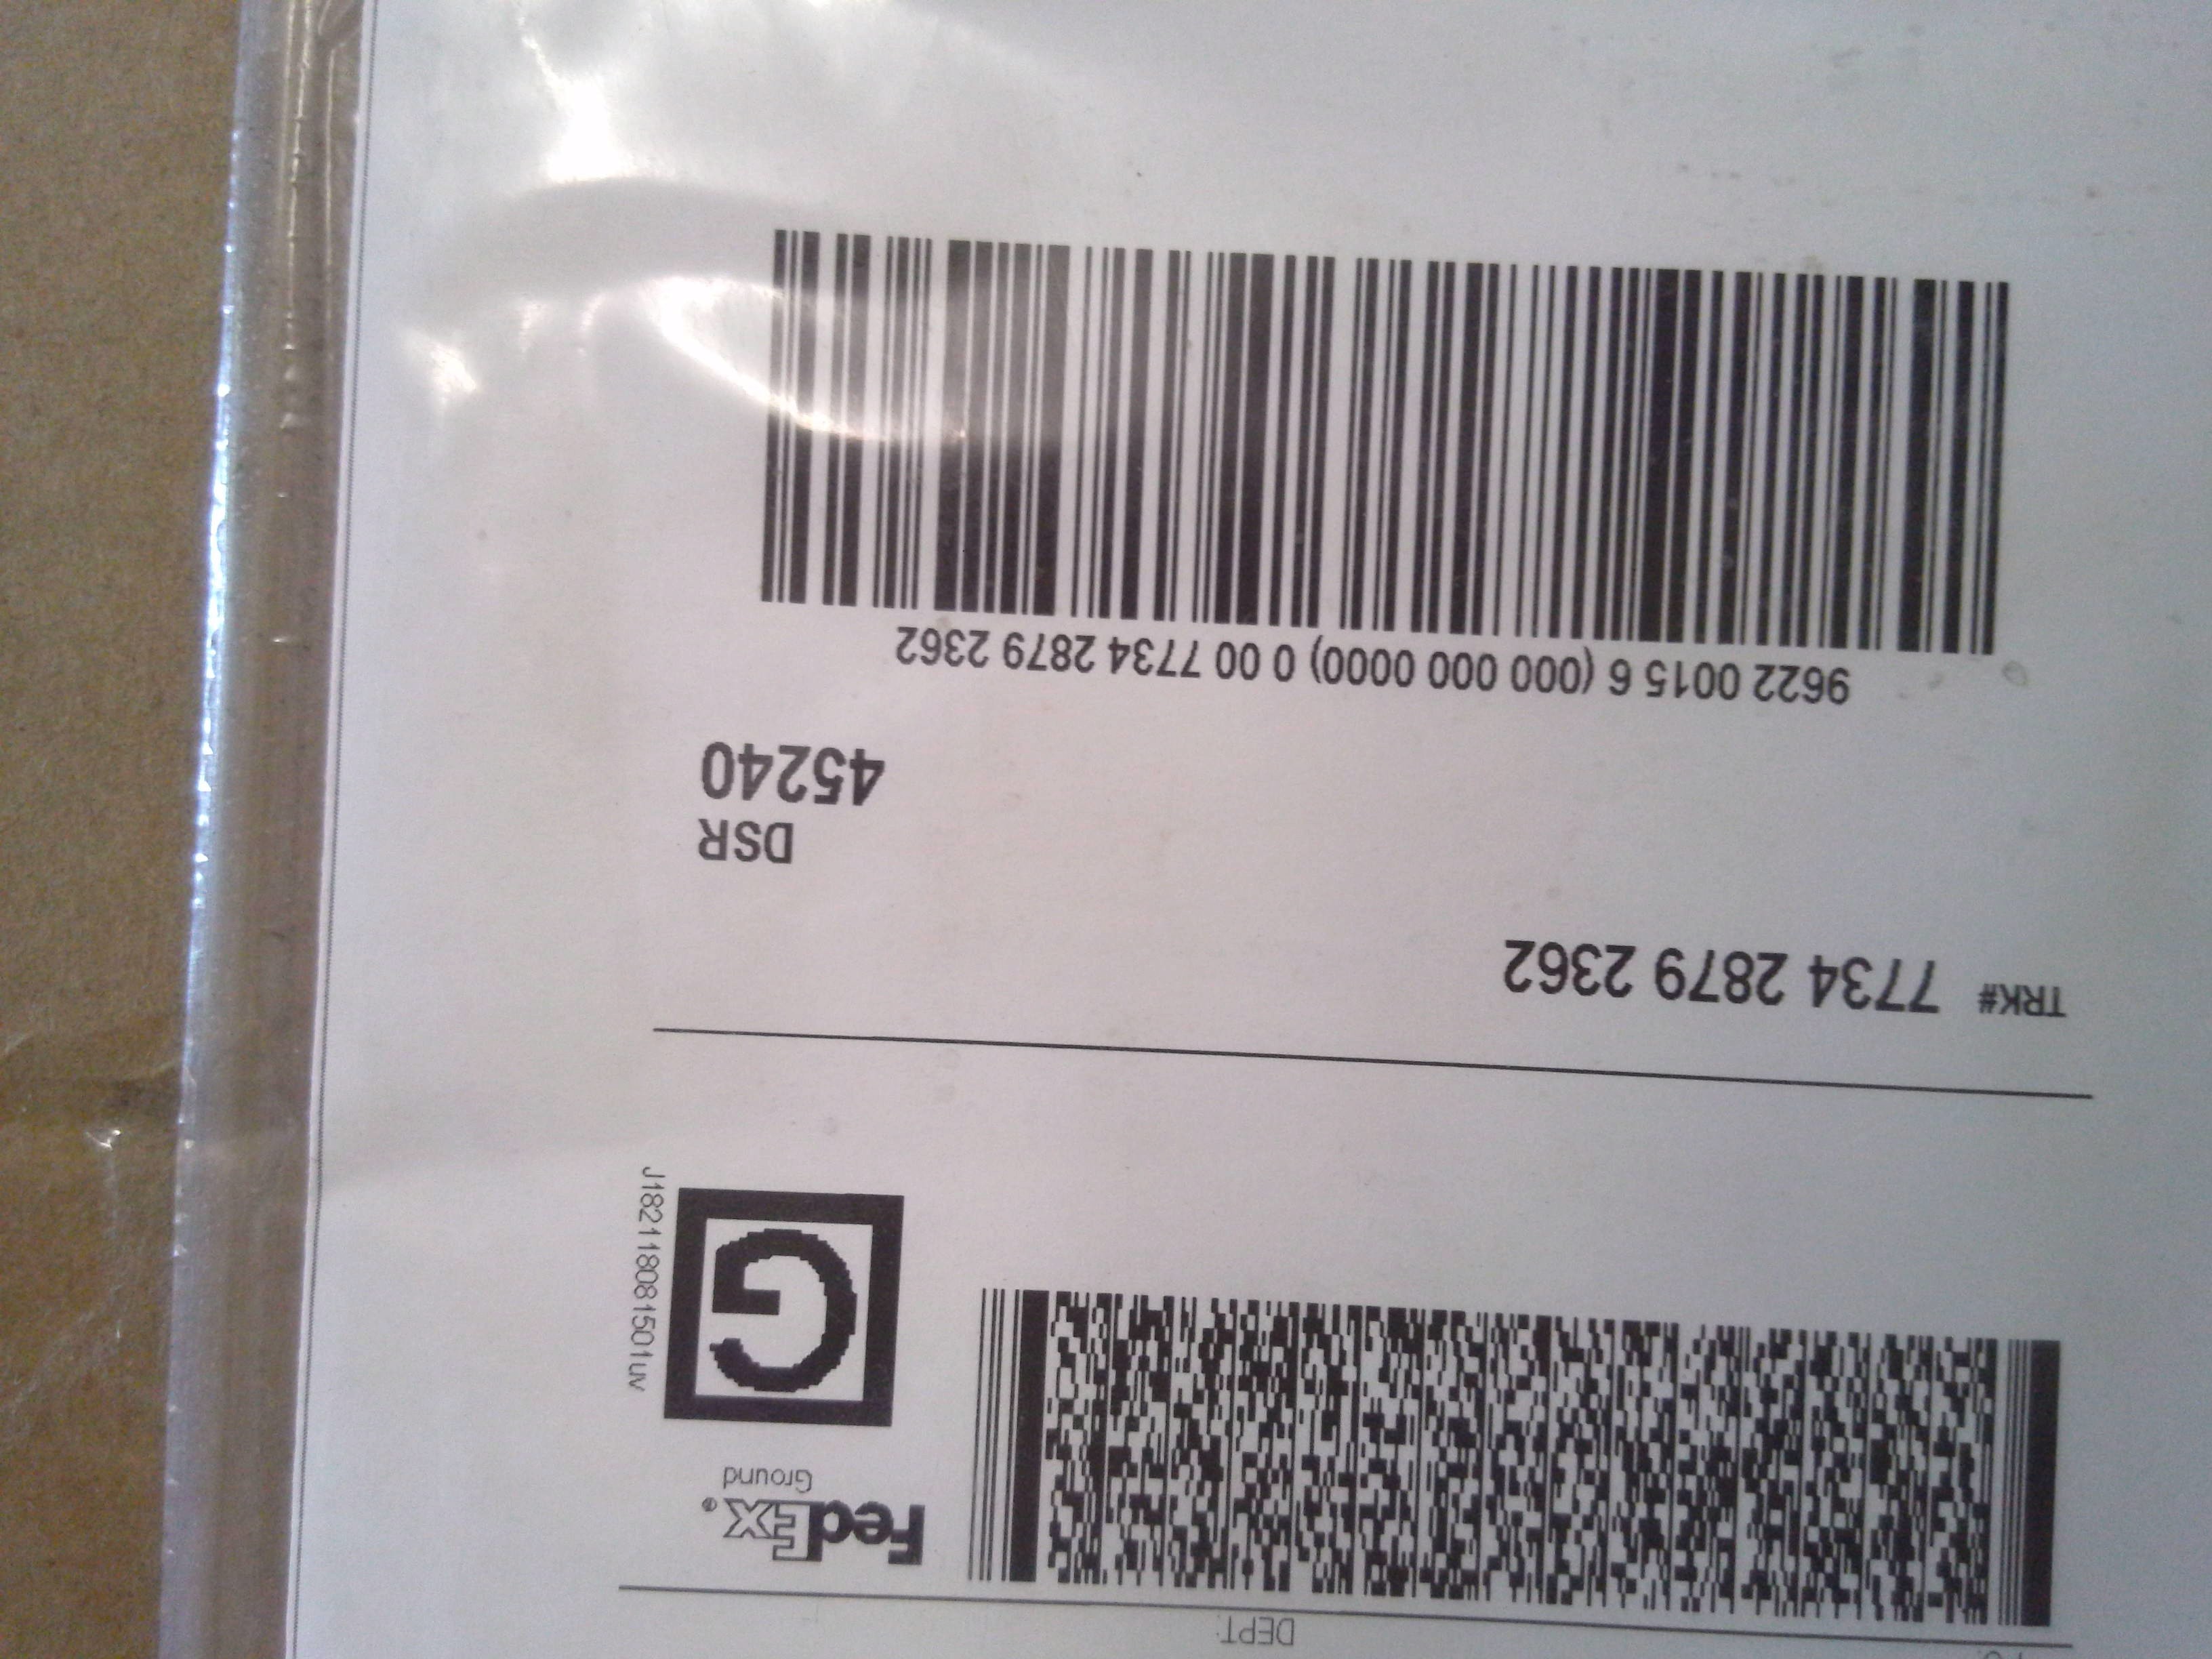 DEPT:
FedEx®
Ground
G
J182118081501uv
TRK# 7734 2879 2362
DSR
45240
9622 0015 6 (000 000 0000) 0 00 7734 2879 2362